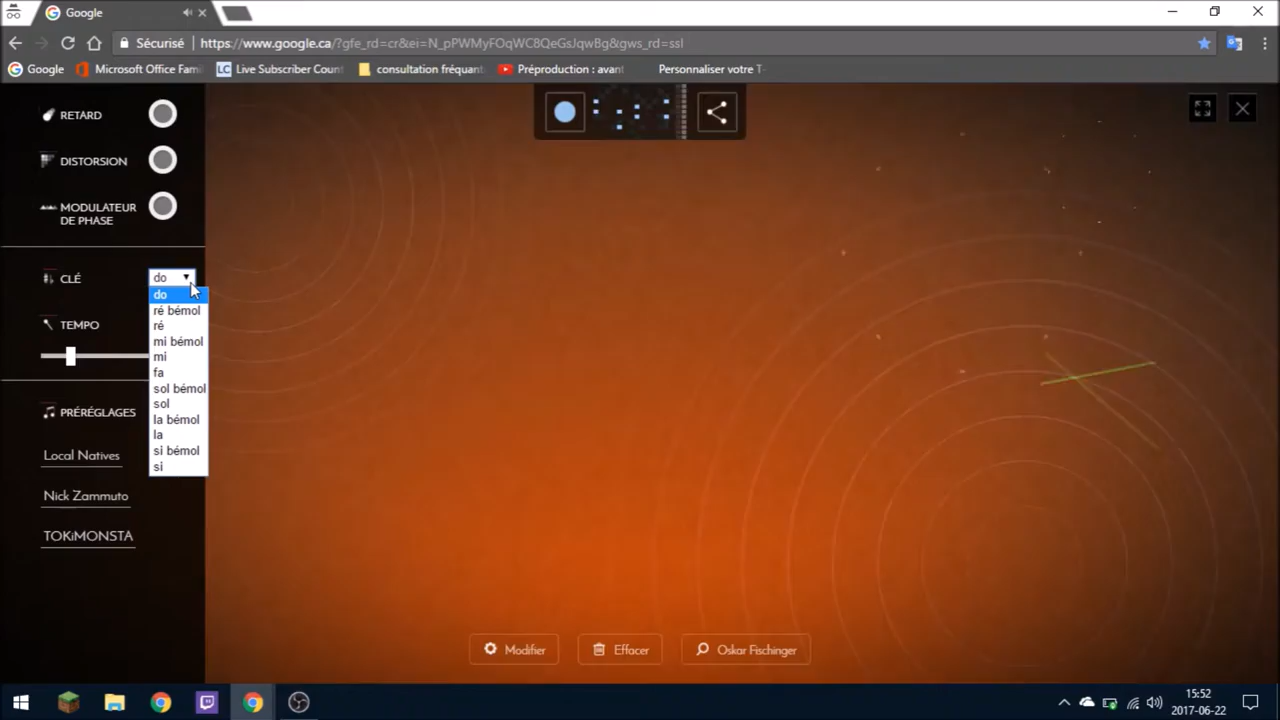 Google
Sécurisé
https://www.google.ca/?gfe_rd=cr&ei=N_pPWMyFOqWC8QeGsJqwBg&gws_rd=ssl
Google
Microsoft Office Fami
LC Live Subscriber Count
consultation fréquant
Préproduction : avant
Personnaliser votre T
RETARD
DISTORSION
MODULATEUR
DE PHASE
CLÉ
do
do
ré bémol
ré
mi bémol
mi
fa
sol bémol
sol
la bémol
la
si bémol
si
TEMPO
PRÉRÉGLAGES
Local Natives
Nick Zammuto
TOKiMONSTA
Modifier
Effacer
Oskar Fischinger
15:52
2017-06-22